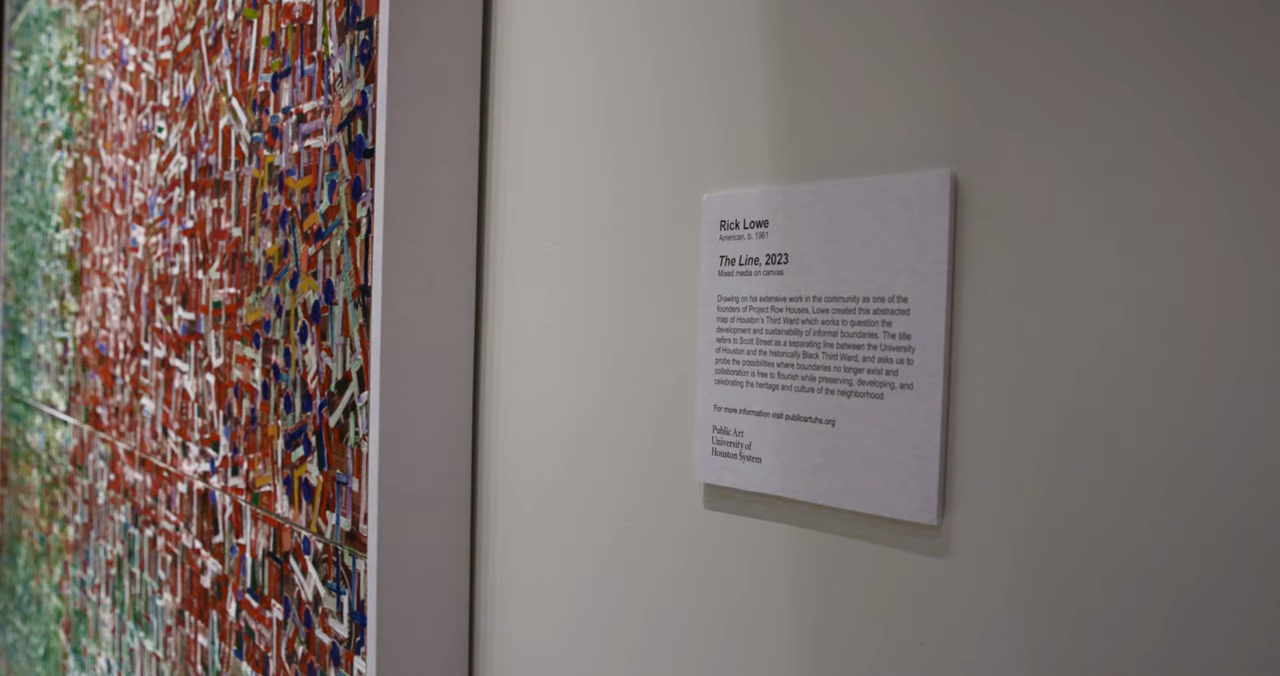 Rick Lowe
American, b. 1961
The Line, 2023
Mixed media on canvas
Drawing on his extensive work in the community as one of the
founders of Project Row Houses, Lowe created this abstracted
map of Houston's Third Ward which works to question the
development and sustainability of informal boundaries. The title
refers to Scott Street as a separating line between the University
of Houston and the historically Black Third Ward, and asks us to
probe the possibilities where boundaries no longer exist and
collaboration is free to flourish while preserving, developing, and
celebrating the heritage and culture of the neighborhood.
For more information visit publicartuhs.org
Public Art
University of
Houston System